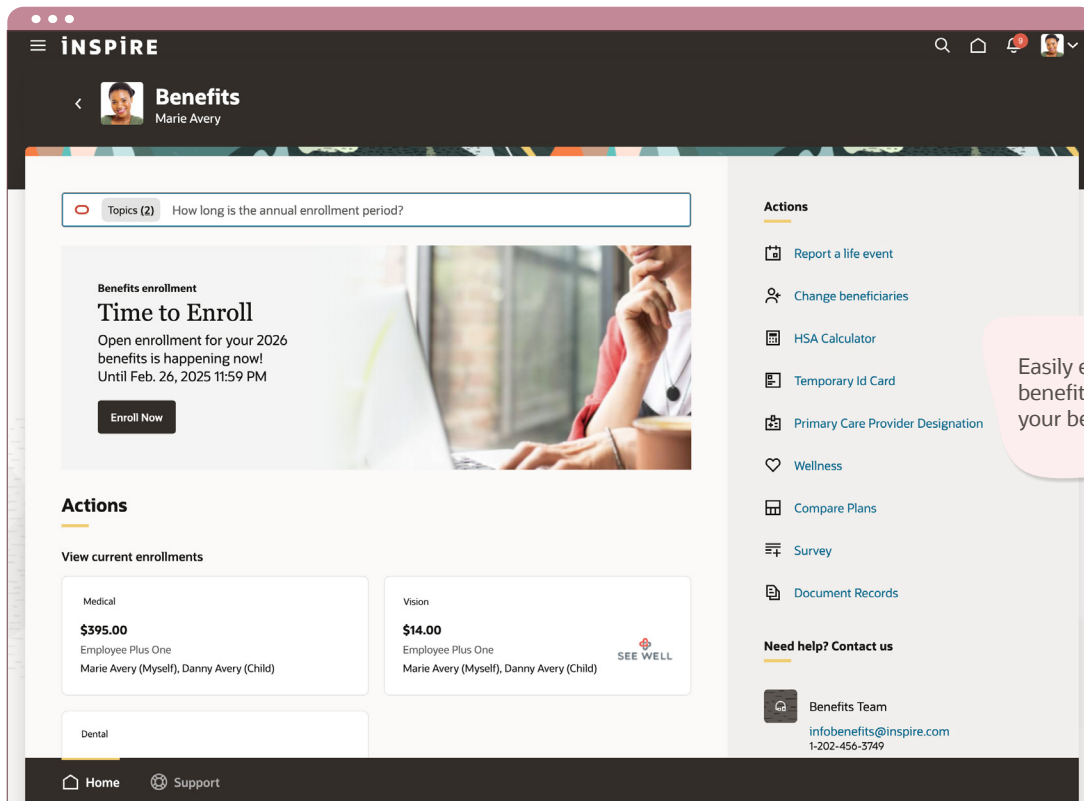 iNSPiRE
9
Benefits
Marie Avery
Topics (2) How long is the annual enrollment period?
Benefits enrollment
Time to Enroll
Open enrollment for your 2026
benefits is happening now!
Until Feb. 26, 2025 11:59 PM
Enroll Now
Actions
View current enrollments
Medical
$395.00
Employee Plus One
Marie Avery (Myself), Danny Avery (Child)
Vision
$14.00
Employee Plus One
Marie Avery (Myself), Danny Avery (Child)
SEE WELL
Dental
Actions
Report a life event
Change beneficiaries
HSA Calculator
Temporary Id Card
Primary Care Provider Designation
Wellness
Compare Plans
Survey
Document Records
Need help? Contact us
Benefits Team
infobenefits@inspire.com
1-202-456-3749
Easily
your
Home
Support